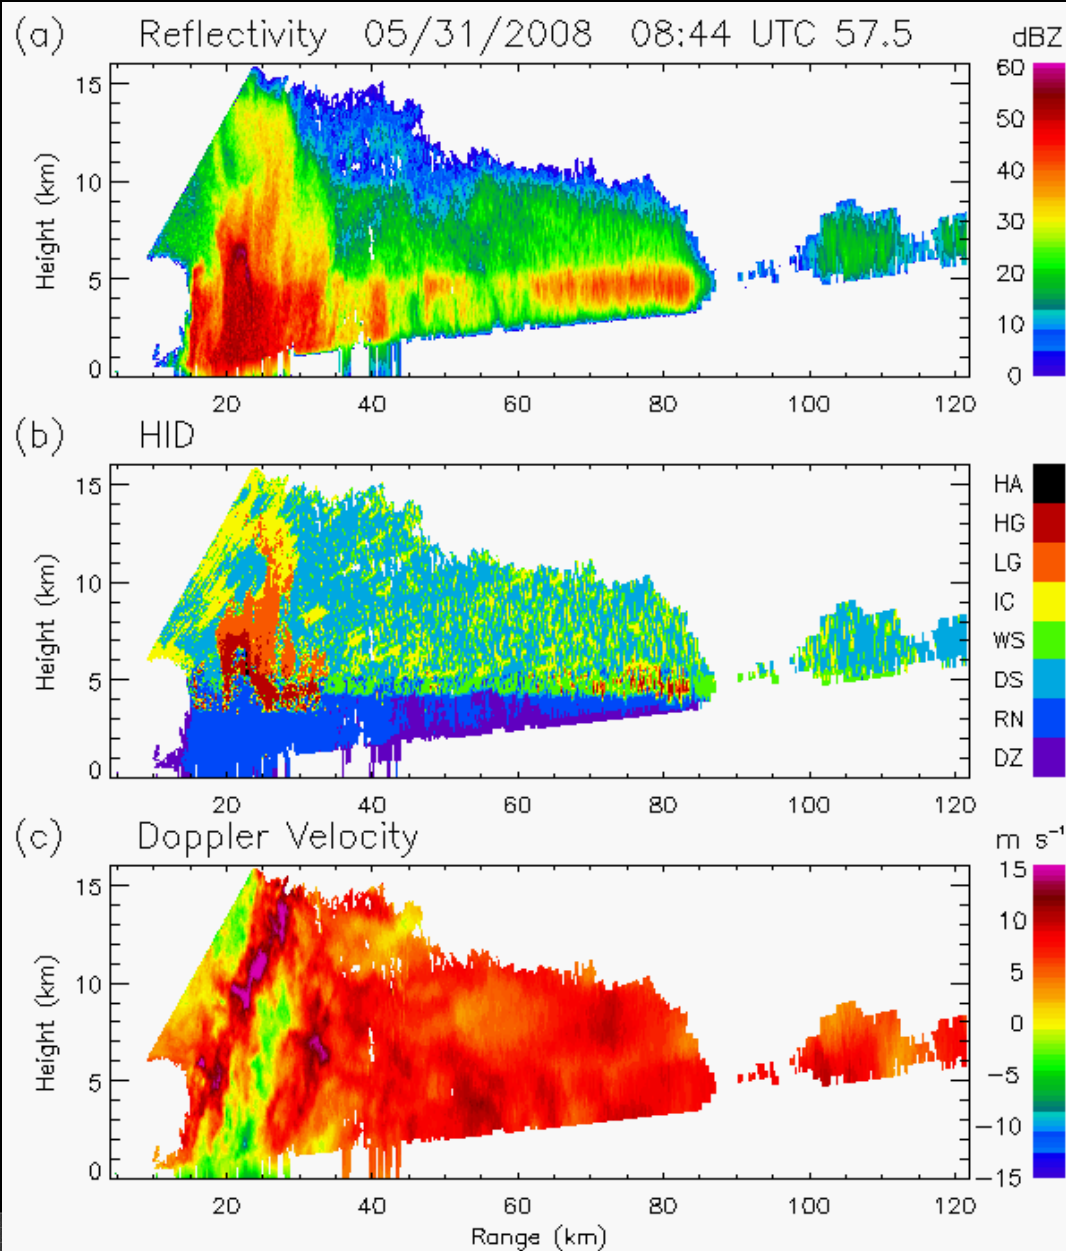 (a) Reflectivity 05/31/2008 08:44 UTC 57.5 dBZ
15
10
5
0
Height (km)
20 40 60 80 100 120
60
50
40
30
20
10
0
(b) HID
15
10
5
0
Height (km)
20 40 60 80 100 120
HA
HG
LG
IC
WS
DS
RN
DZ
(c) Doppler Velocity m s⁻¹
15
10
5
0
Height (km)
20 40 60 80 100 120
Range (km)
15
10
5
0
−5
−10
−15